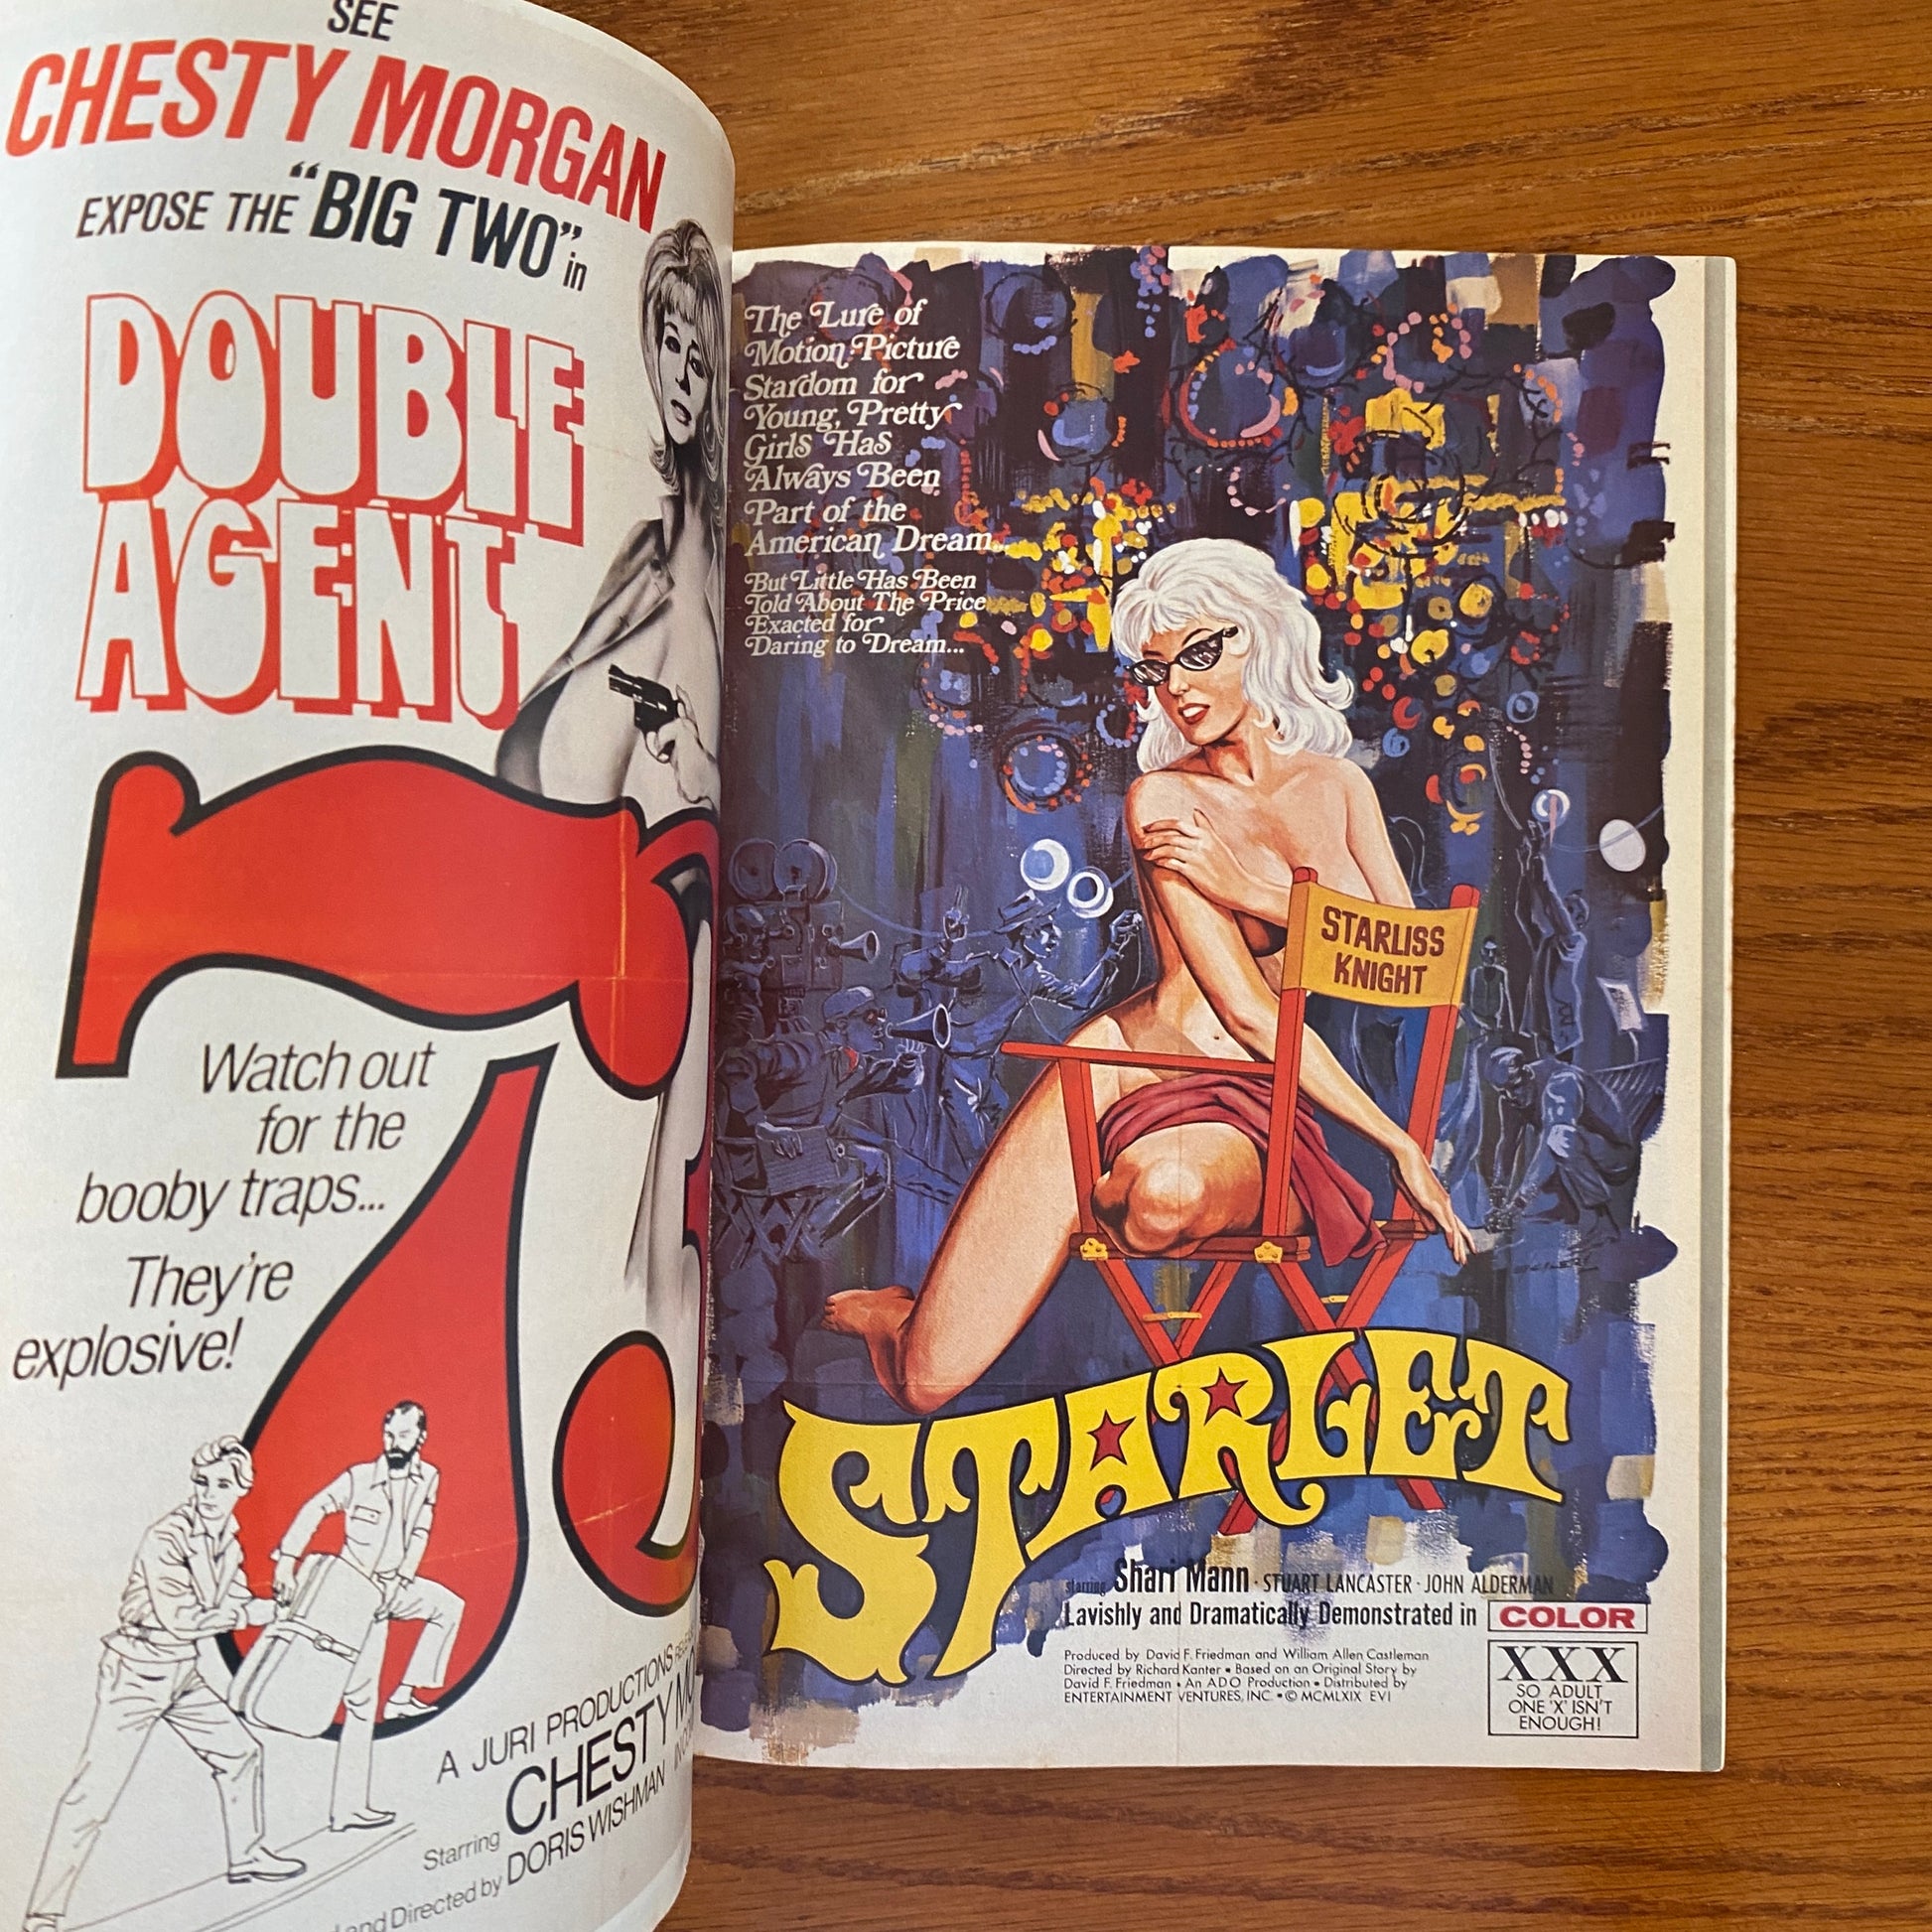 SEE
CHESTY MORGAN
EXPOSE THE "BIG TWO" in
DOUBLE
AGENT
73
Watch out
for the
booby traps...
They're
explosive!
A JURI PRODUCTIONS
Starring CHESTY
and Directed by DORIS WISHMAN
The Lure of
Motion-Picture
Stardom for
Young, Pretty
Girls Has
Always Been
Part of the
American Dream...
But Little Has Been
Told About The Price
Exacted for
Daring to Dream...
STARLISS
KNIGHT
STARLET
starring Shari Mann · STUART LANCASTER · JOHN ALDERMAN
Lavishly and Dramatically Demonstrated in COLOR
Produced by David F. Friedman and William Allen Castleman
Directed by Richard Kanter • Based on an Original Story by
David F. Friedman • An ADO Production • Distributed by
ENTERTAINMENT VENTURES, INC. • © MCMLXIX EVI
XXX
SO ADULT
ONE 'X' ISN'T
ENOUGH!